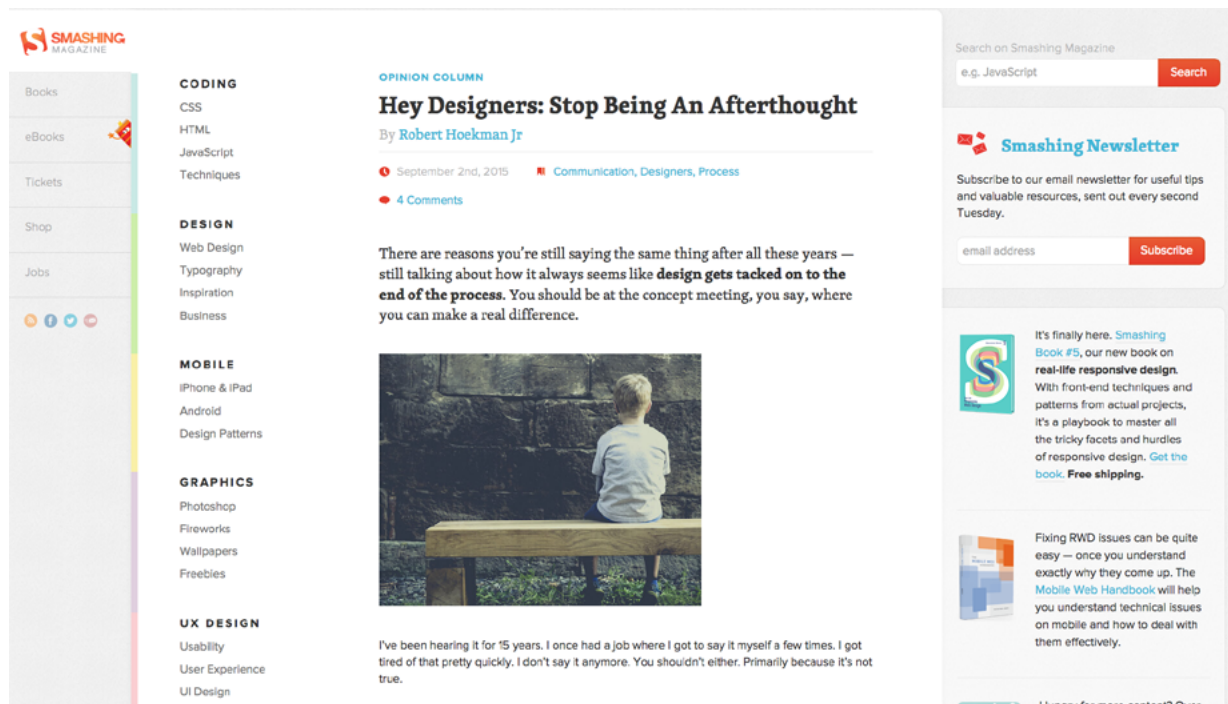 SMASHING
MAGAZINE
Books
eBooks
Tickets
Shop
Jobs
CODING
CSS
HTML
JavaScript
Techniques
DESIGN
Web Design
Typography
Inspiration
Business
MOBILE
iPhone & iPad
Android
Design Patterns
GRAPHICS
Photoshop
Fireworks
Wallpapers
Freebies
UX DESIGN
Usability
User Experience
UI Design
OPINION COLUMN
Hey Designers: Stop Being An Afterthought
By Robert Hoekman Jr
September 2nd, 2015 Communication, Designers, Process
4 Comments
There are reasons you're still saying the same thing after all these years —
still talking about how it always seems like design gets tacked on to the
end of the process. You should be at the concept meeting, you say, where
you can make a real difference.
I've been hearing it for 15 years. I once had a job where I got to say it myself a few times. I got
tired of that pretty quickly. I don't say it anymore. You shouldn't either. Primarily because it's not
true.
Search on Smashing Magazine
e.g. JavaScript Search
Smashing Newsletter
Subscribe to our email newsletter for useful tips
and valuable resources, sent out every second
Tuesday.
email address Subscribe
It's finally here. Smashing
Book #5, our new book on
real-life responsive design.
With front-end techniques and
patterns from actual projects,
it's a playbook to master all
the tricky facets and hurdles
of responsive design. Get the
book. Free shipping.
Fixing RWD issues can be quite
easy — once you understand
exactly why they come up. The
Mobile Web Handbook will help
you understand technical issues
on mobile and how to deal with
them effectively.